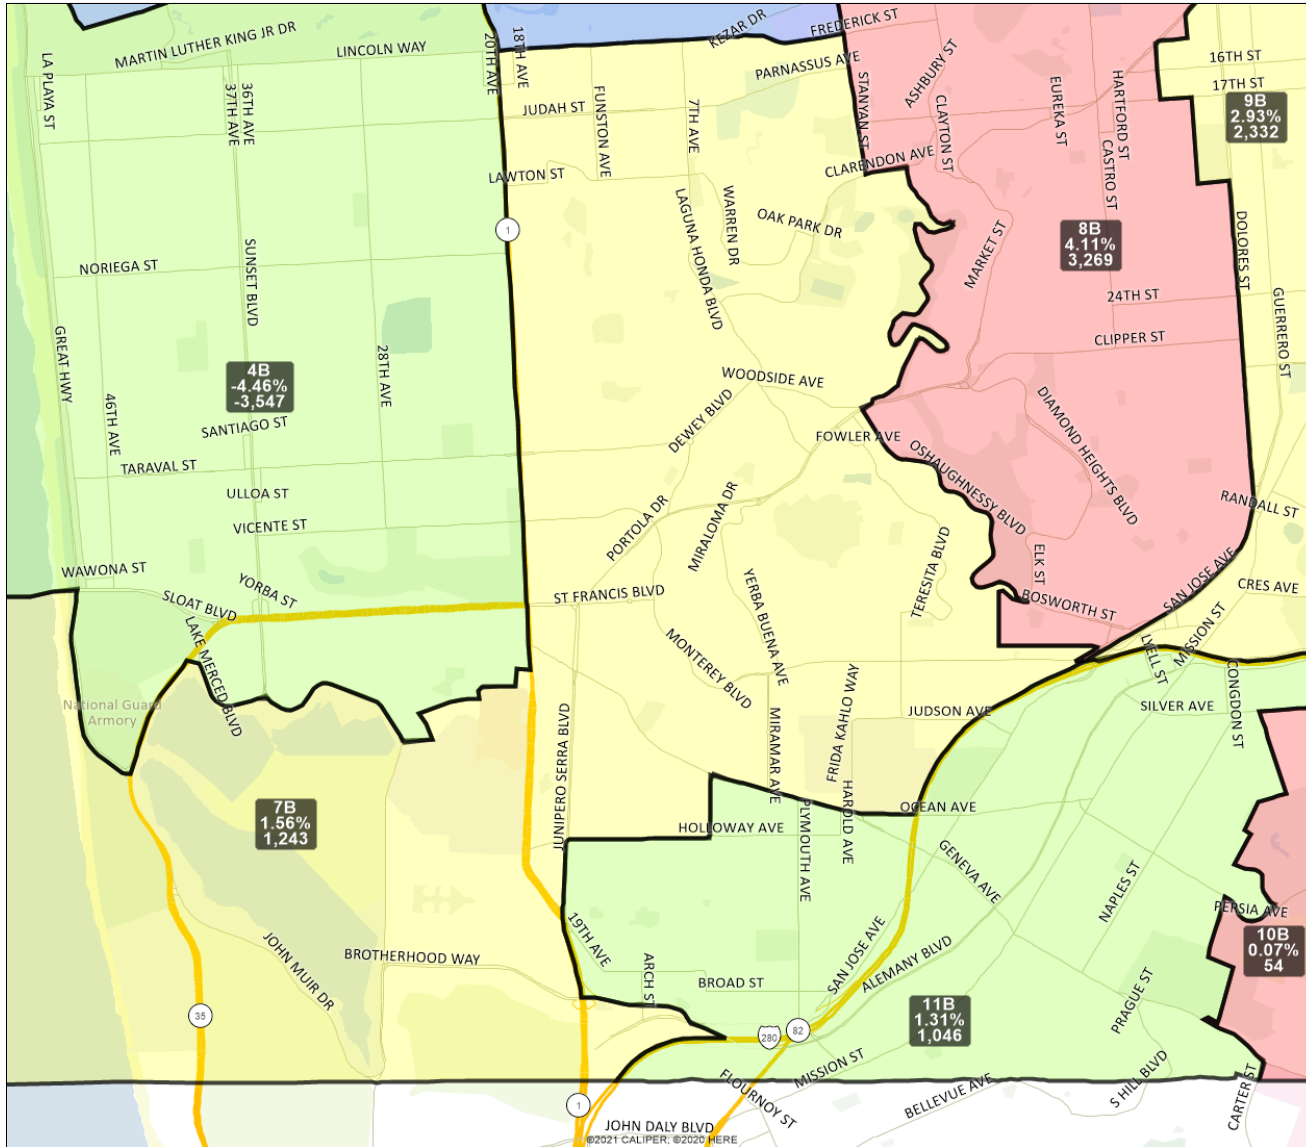 MARTIN LUTHER KING JR DR
LINCOLN WAY
20TH AVE
18TH AVE
KEZAR DR
FREDERICK ST
PARNASSUS AVE
LA PLAYA ST
37TH AVE
36TH AVE
JUDAH ST
FUNSTON AVE
7TH AVE
STANYAN ST
ASHBURY ST
CLAYTON ST
EUREKA ST
HARTFORD ST
CASTRO ST
16TH ST
17TH ST
9B
2.93%
2,332
LAWTON ST
CLARENDON AVE
LAGUNA HONDA BLVD
WARREN DR
OAK PARK DR
1
MARKET ST
8B
4.11%
3,269
DOLORES ST
NORIEGA ST
SUNSET BLVD
24TH ST
GUERRERO ST
CLIPPER ST
GREAT HWY
28TH AVE
4B
-4.46%
-3,547
WOODSIDE AVE
46TH AVE
DEWEY BLVD
DIAMOND HEIGHTS BLVD
SANTIAGO ST
FOWLER AVE
OSHAUGHNESSY BLVD
TARAVAL ST
ULLOA ST
VICENTE ST
PORTOLA DR
MIRALOMA DR
RANDALL ST
TERESITA BLVD
ELK ST
SAN JOSE AVE
WAWONA ST
YORBA ST
SLOAT BLVD
ST FRANCIS BLVD
YERBA BUENA AVE
BOSWORTH ST
CRES AVE
MISSION ST
LYELL ST
LAKE MERCED BLVD
MONTEREY BLVD
CONGDON ST
National Guard
Armory
JUNIPERO SERRA BLVD
MIRAMAR AVE
FRIDA KAHLO WAY
JUDSON AVE
SILVER AVE
7B
1.56%
1,243
HOLLOWAY AVE
PLYMOUTH AVE
HAROLD AVE
OCEAN AVE
GENEVA AVE
NAPLES ST
PERSIA AVE
10B
0.07%
54
19TH AVE
JOHN MUIR DR
BROTHERHOOD WAY
ARCH ST
BROAD ST
SAN JOSE AVE
ALEMANY BLVD
PRAGUE ST
35
11B
1.31%
1,046
280
82
MISSION ST
FLOURNOY ST
BELLEVUE AVE
S HILL BLVD
CARTER ST
1
JOHN DALY BLVD
©2021 CALIPER; ©2020 HERE